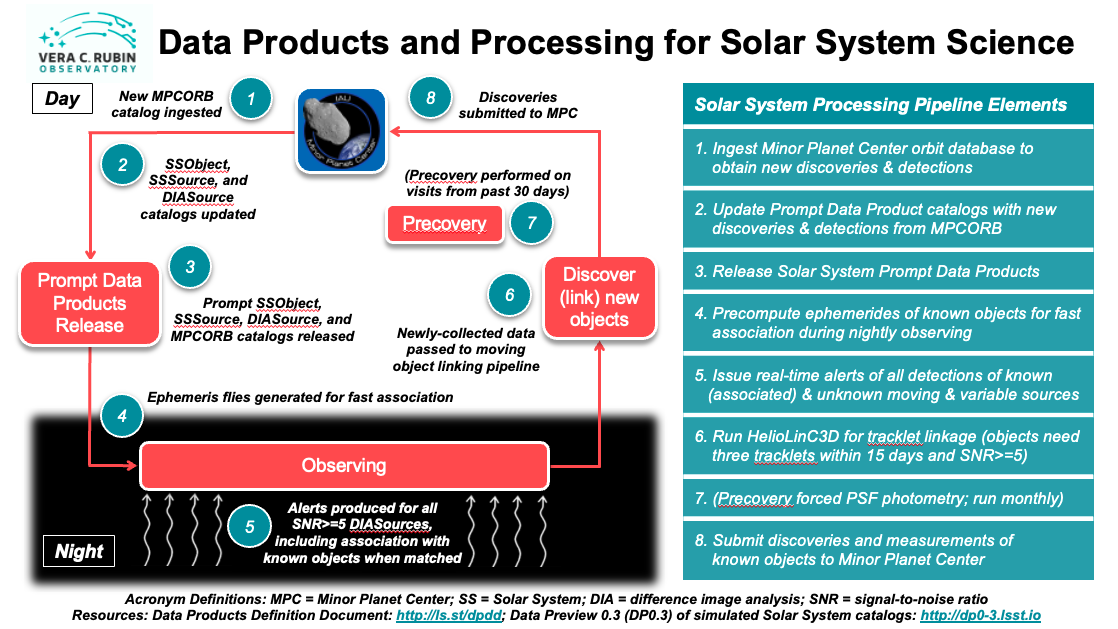 VERA C. RUBIN
OBSERVATORY
Data Products and Processing for Solar System Science
Day
New MPCORB
catalog ingested
1
IAU
Minor Planet Center
8
Discoveries
submitted to MPC
2
SSObject,
SSSource, and
DIASource
catalogs updated
(Precovery performed on
visits from past 30 days)
Precovery
7
Prompt Data
Products
Release
3
Prompt SSObject,
SSSource, DIASource, and
MPCORB catalogs released
6
Discover
(link) new
objects
Newly-collected data
passed to moving
object linking pipeline
4
Ephemeris flies generated for fast association
Observing
5
Alerts produced for all
SNR>=5 DIASources,
including association with
known objects when matched
Night
Solar System Processing Pipeline Elements
1. Ingest Minor Planet Center orbit database to
obtain new discoveries & detections
2. Update Prompt Data Product catalogs with new
discoveries & detections from MPCORB
3. Release Solar System Prompt Data Products
4. Precompute ephemerides of known objects for fast
association during nightly observing
5. Issue real-time alerts of all detections of known
(associated) & unknown moving & variable sources
6. Run HelioLinC3D for tracklet linkage (objects need
three tracklets within 15 days and SNR>=5)
7. (Precovery forced PSF photometry; run monthly)
8. Submit discoveries and measurements of
known objects to Minor Planet Center
Acronym Definitions: MPC = Minor Planet Center; SS = Solar System; DIA = difference image analysis; SNR = signal-to-noise ratio
Resources: Data Products Definition Document: http://ls.st/dpdd; Data Preview 0.3 (DP0.3) of simulated Solar System catalogs: http://dp0-3.lsst.io